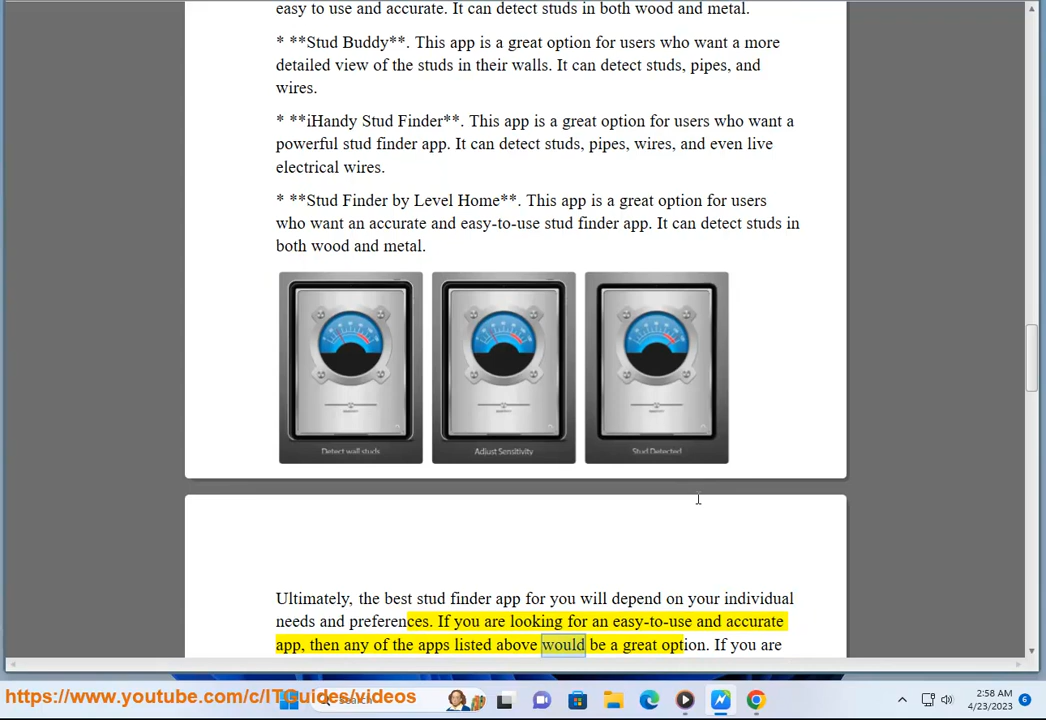 easy to use and accurate. It can detect studs in both wood and metal.
* **Stud Buddy**. This app is a great option for users who want a more
detailed view of the studs in their walls. It can detect studs, pipes, and
wires.
* **iHandy Stud Finder**. This app is a great option for users who want a
powerful stud finder app. It can detect studs, pipes, wires, and even live
electrical wires.
* **Stud Finder by Level Home**. This app is a great option for users
who want an accurate and easy-to-use stud finder app. It can detect studs in
both wood and metal.
Detect wall studs
Adjust Sensitivity
Stud Detected
Ultimately, the best stud finder app for you will depend on your individual
needs and preferences. If you are looking for an easy-to-use and accurate
app, then any of the apps listed above would be a great option. If you are
https://www.youtube.com/c/ITGuides/videos
Search
2:58 AM
4/23/2023
6